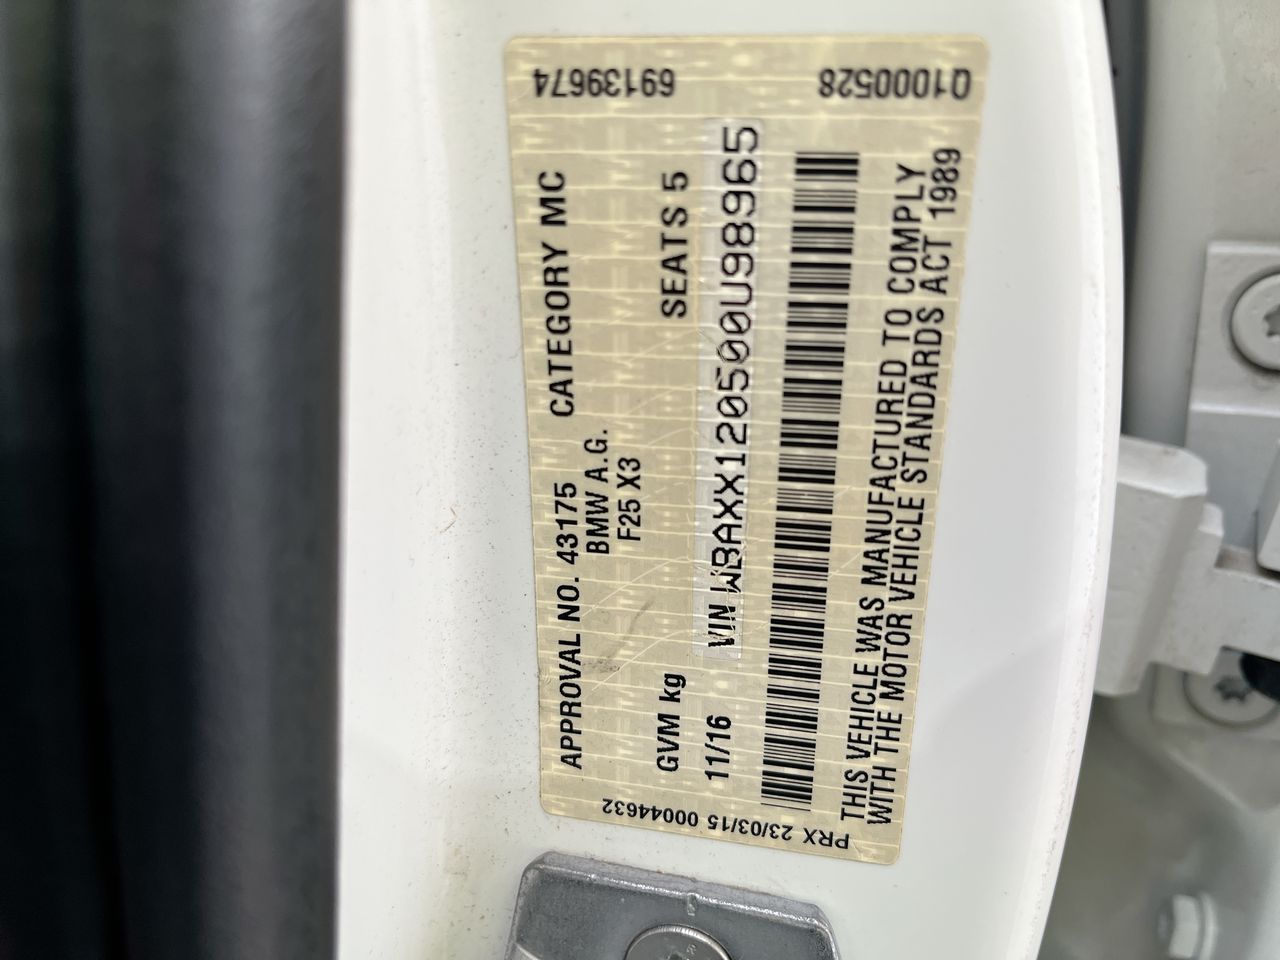 69139674
Q1000528
APPROVAL NO. 43175 CATEGORY MC
BMW A.G.
F25 X3
GVM kg SEATS 5
11/16 VIN WBAXX120500U98965
THIS VEHICLE WAS MANUFACTURED TO COMPLY
WITH THE MOTOR VEHICLE STANDARDS ACT 1989
PRX 23/03/15 00044632